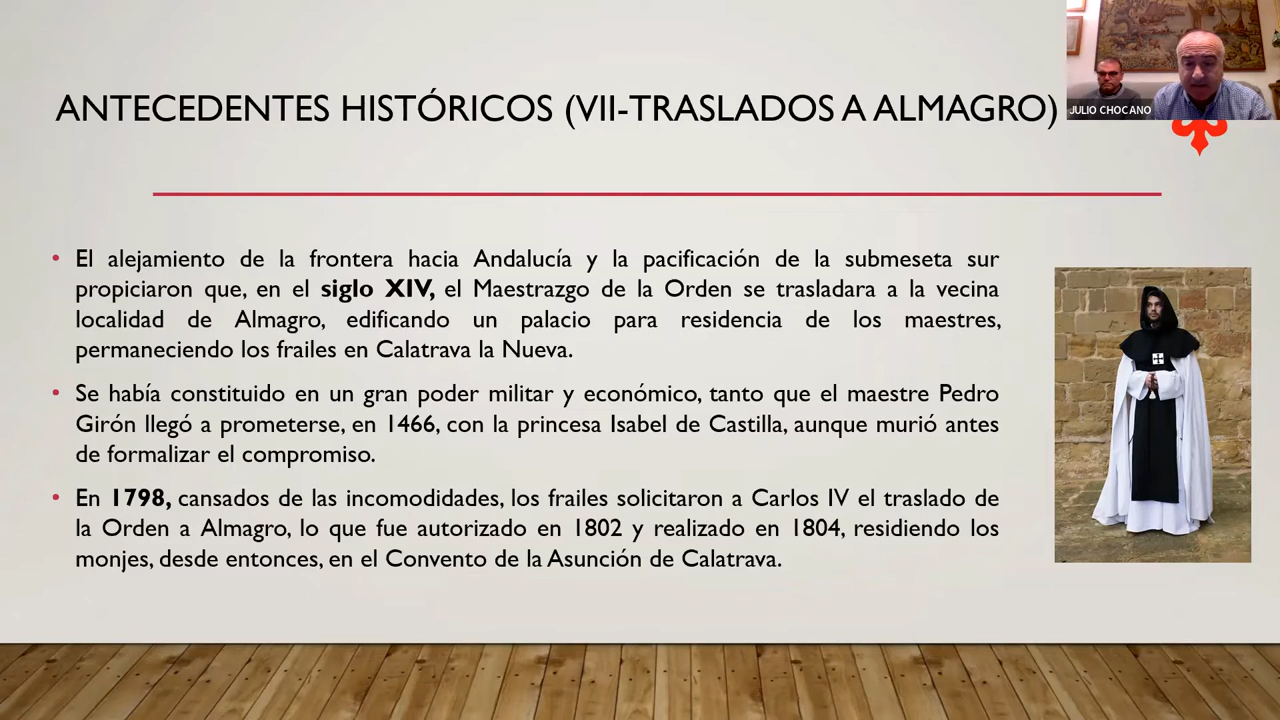 ANTECEDENTES HISTÓRICOS (VII-TRASLADOS A ALMAGRO)
JULIO CHOCANO
• El alejamiento de la frontera hacia Andalucía y la pacificación de la submeseta sur
propiciaron que, en el siglo XIV, el Maestrazgo de la Orden se trasladara a la vecina
localidad de Almagro, edificando un palacio para residencia de los maestres,
permaneciendo los frailes en Calatrava la Nueva.
• Se había constituido en un gran poder militar y económico, tanto que el maestre Pedro
Girón llegó a prometerse, en 1466, con la princesa Isabel de Castilla, aunque murió antes
de formalizar el compromiso.
• En 1798, cansados de las incomodidades, los frailes solicitaron a Carlos IV el traslado de
la Orden a Almagro, lo que fue autorizado en 1802 y realizado en 1804, residiendo los
monjes, desde entonces, en el Convento de la Asunción de Calatrava.